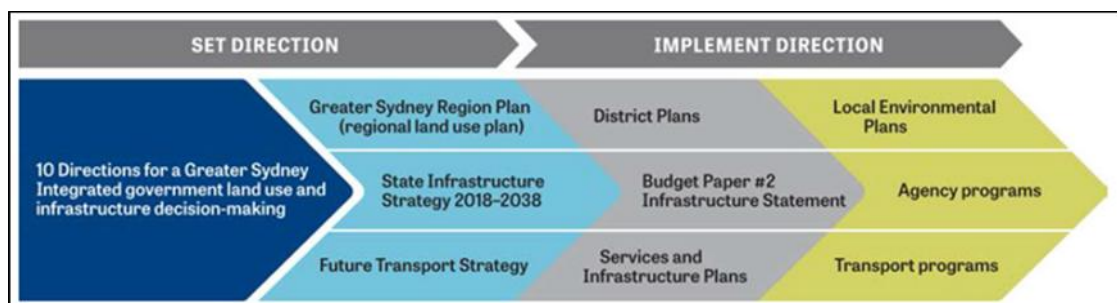 SET DIRECTION
IMPLEMENT DIRECTION
10 Directions for a Greater Sydney
Integrated government land use and
infrastructure decision-making
Greater Sydney Region Plan
(regional land use plan)
District Plans
Local Environmental
Plans
State Infrastructure
Strategy 2018–2038
Budget Paper #2
Infrastructure Statement
Agency programs
Future Transport Strategy
Services and
Infrastructure Plans
Transport programs